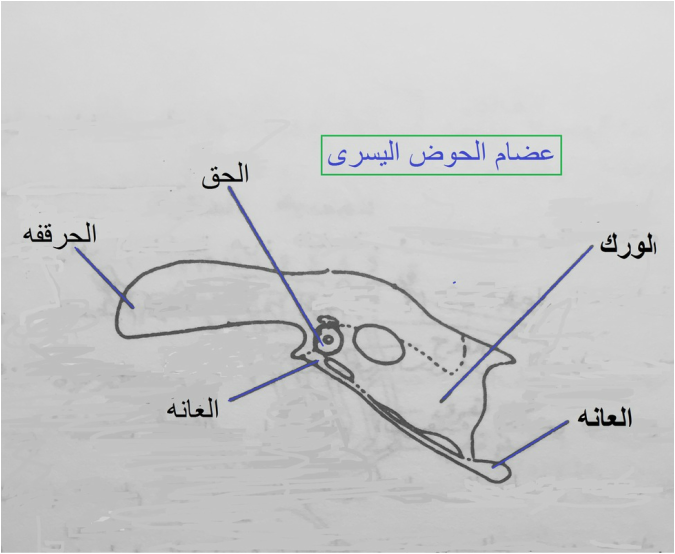 عضام الحوض اليسرى
الحق
الحرقفه
الورك
العانه
العانه